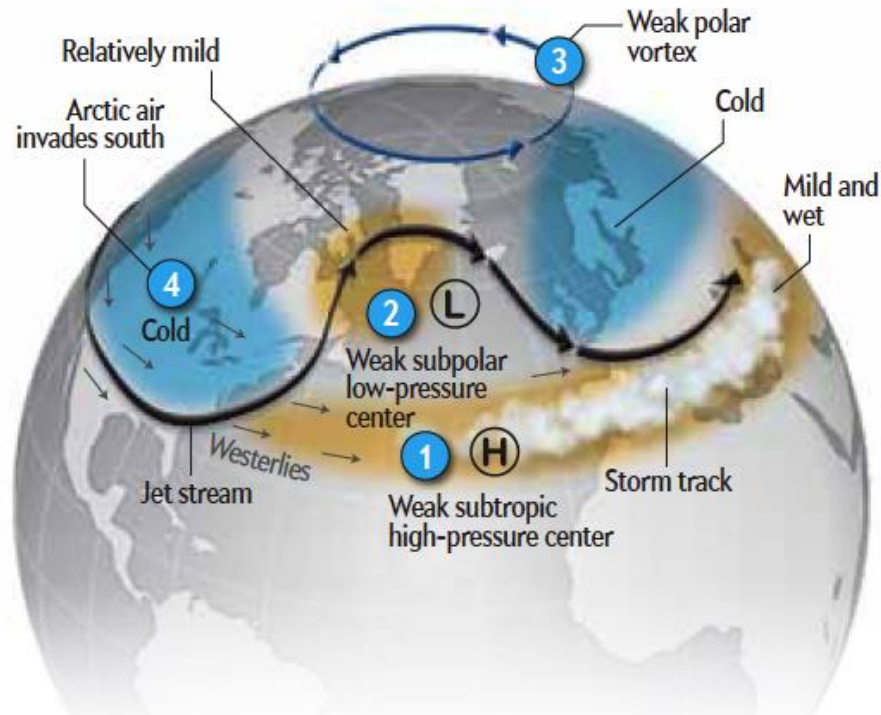 Weak polar
vortex
3
Relatively mild
Cold
Arctic air
invades south
Mild and
wet
4
Cold
2
L
Weak subpolar
low-pressure
center
Westerlies
1
H
Jet stream
Storm track
Weak subtropic
high-pressure center